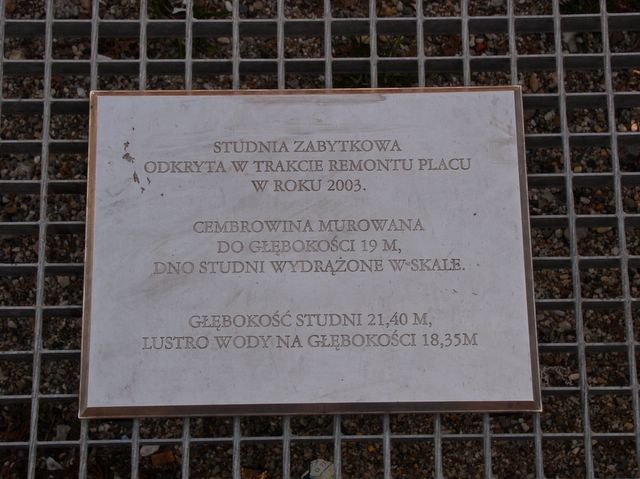 STUDNIA ZABYTKOWA
ODKRYTA W TRAKCIE REMONTU PLACU
W ROKU 2003.
CEMBROWINA MUROWANA
DO GŁĘBOKOŚCI 19 M,
DNO STUDNI WYDRĄŻONE W SKALE.
GŁĘBOKOŚĆ STUDNI 21,40 M,
LUSTRO WODY NA GŁĘBOKOŚCI 18,35M